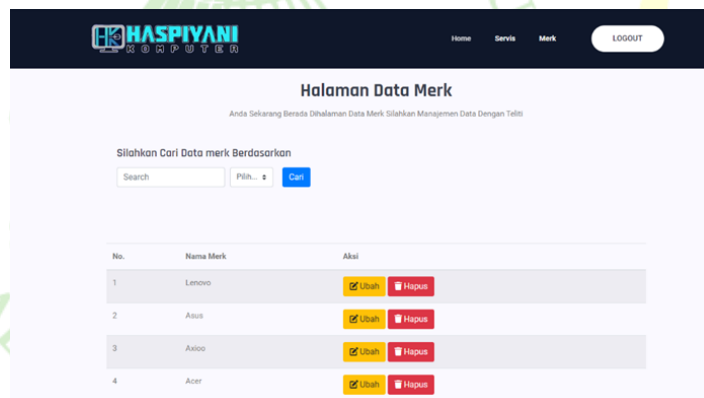 HK HASPIYANI
KOMPUTER
Home Servis Merk LOGOUT
Halaman Data Merk
Anda Sekarang Berada Dihalaman Data Merk Silahkan Manajemen Data Dengan Teliti
Silahkan Cari Data merk Berdasarkan
Search Pilih... Cari
No. Nama Merk Aksi
1 Lenovo Ubah Hapus
2 Asus Ubah Hapus
3 Axioo Ubah Hapus
4 Acer Ubah Hapus